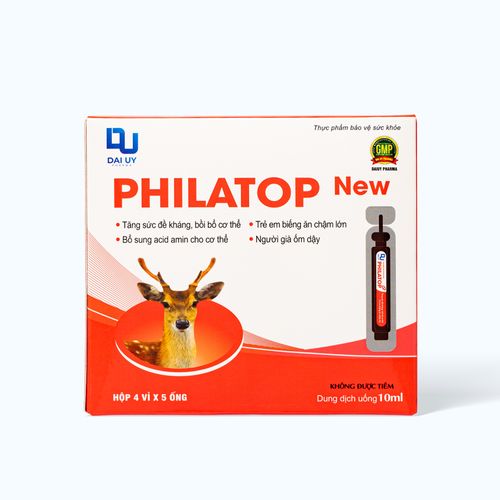 DAI UY
PHARMA
Thực phẩm bảo vệ sức khỏe
GMP
DAIUY PHARMA
PHILATOP New
• Tăng sức đề kháng, bồi bổ cơ thể
• Bổ sung acid amin cho cơ thể
• Trẻ em biếng ăn chậm lớn
• Người già ốm dậy
PHILATOP
HỘP 4 VỈ X 5 ỐNG
KHÔNG ĐƯỢC TIÊM
Dung dịch uống 10ml